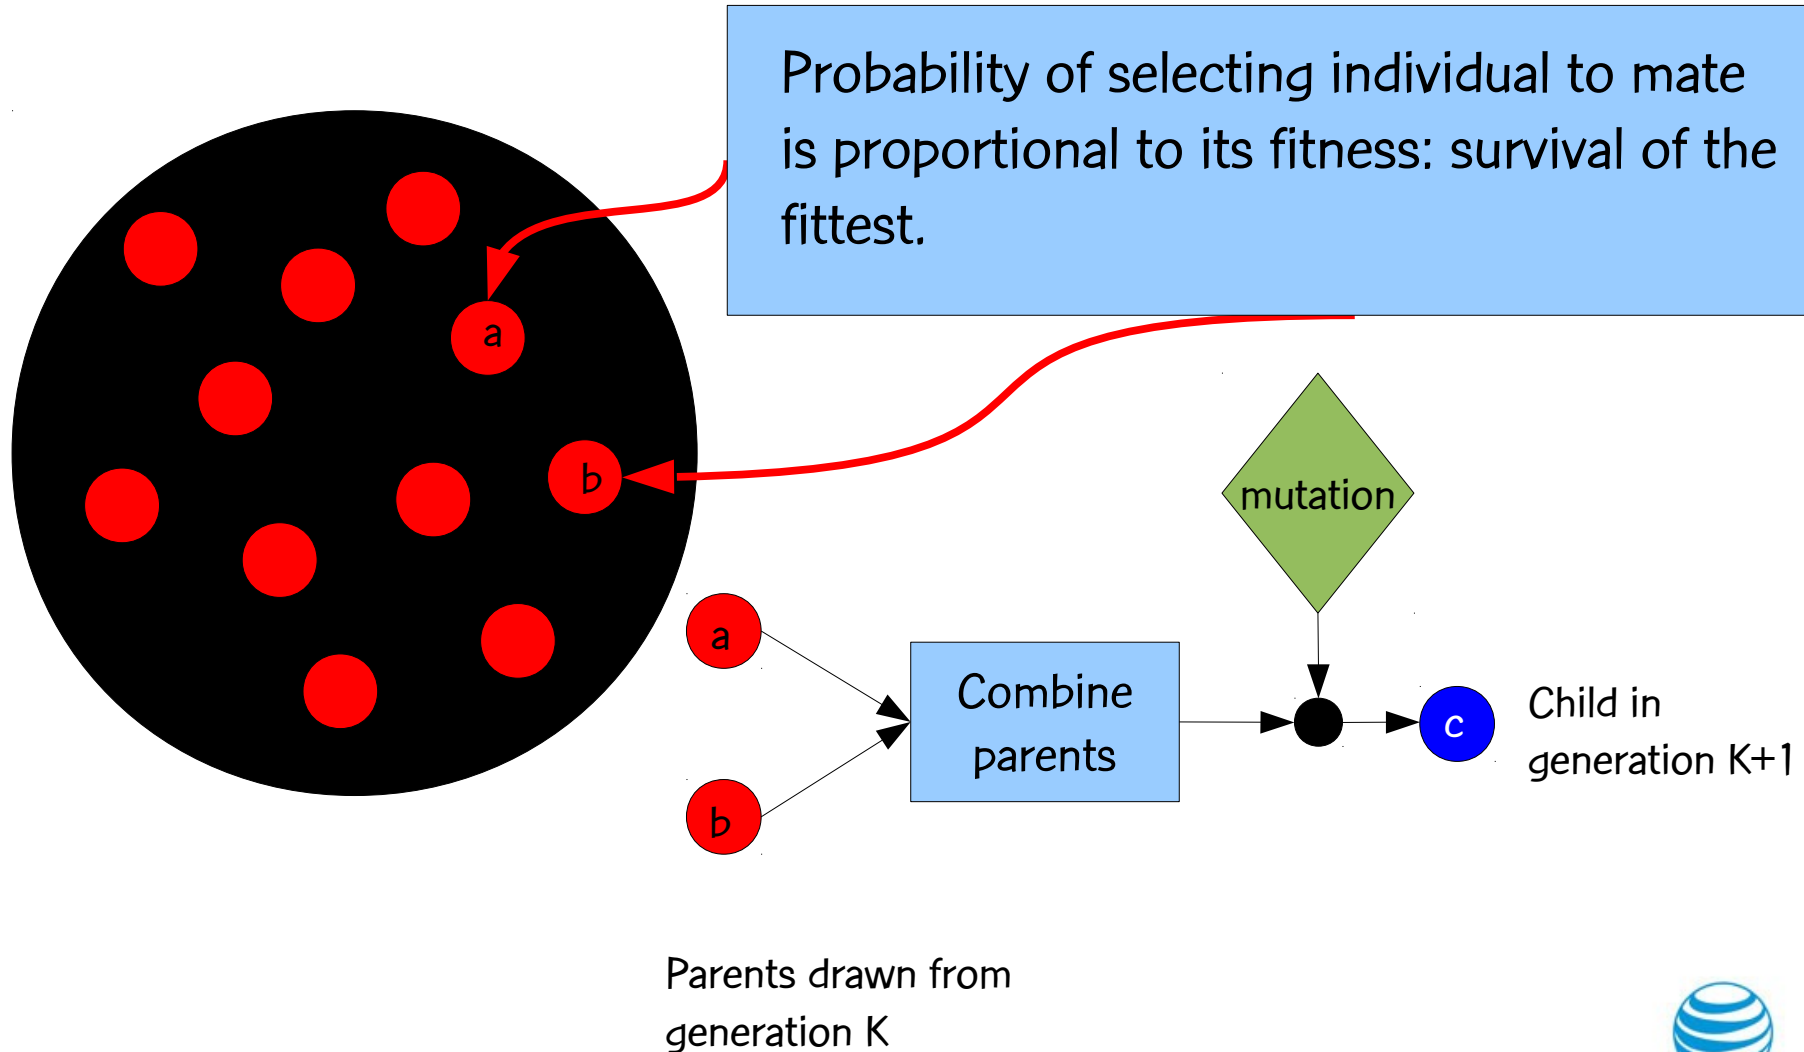 Probability of selecting individual to mate
is proportional to its fitness: survival of the
fittest.
a
b
mutation
a
b
Combine
parents
c
Child in
generation K+1
Parents drawn from
generation K